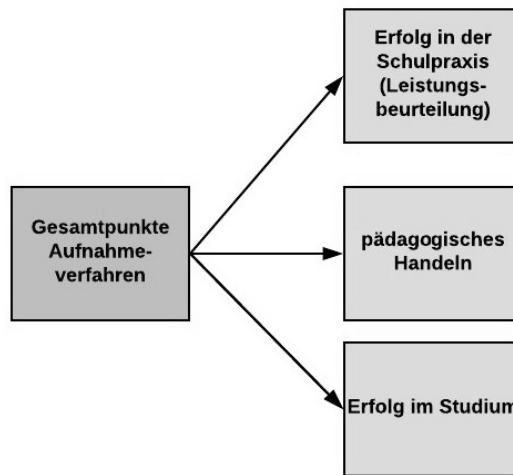 Erfolg in der
Schulpraxis
(Leistungs-
beurteilung)
Gesamtpunkte
Aufnahme-
verfahren
pädagogisches
Handeln
Erfolg im Studium